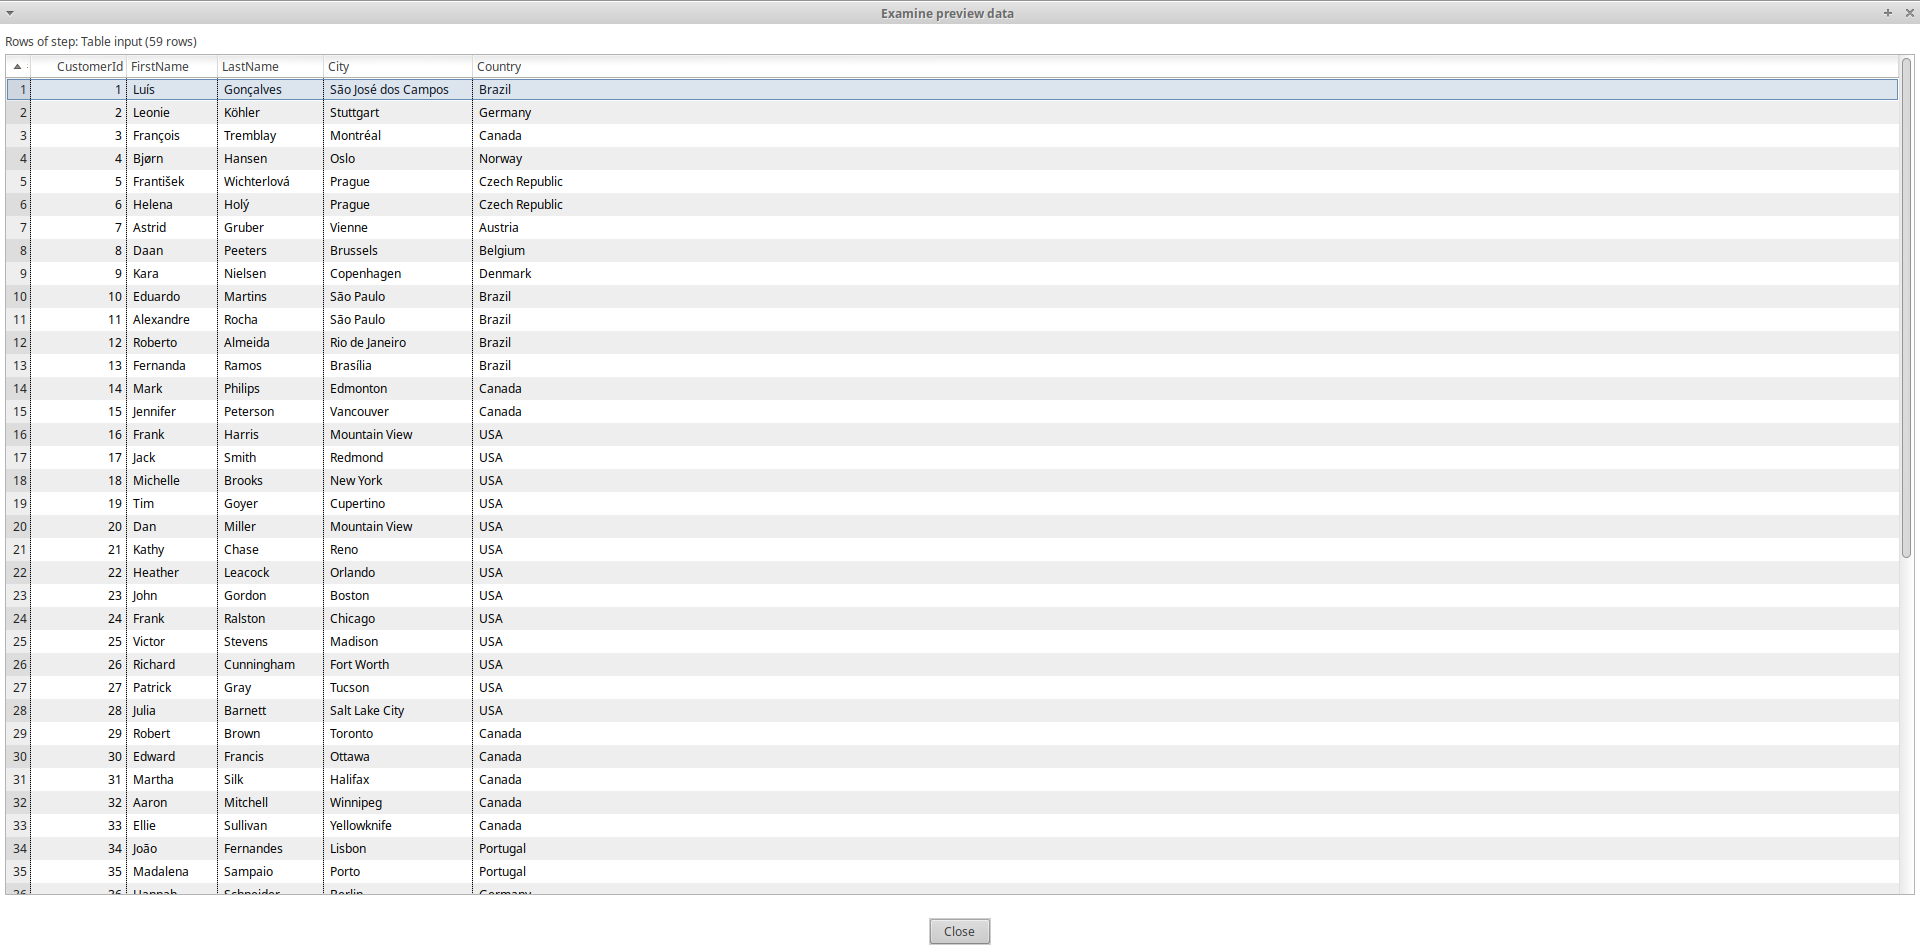 Examine preview data
Rows of step: Table input (59 rows)
CustomerId FirstName LastName City Country
1 1 Luís Gonçalves São José dos Campos Brazil
2 2 Leonie Köhler Stuttgart Germany
3 3 François Tremblay Montréal Canada
4 4 Bjørn Hansen Oslo Norway
5 5 František Wichterlová Prague Czech Republic
6 6 Helena Holý Prague Czech Republic
7 7 Astrid Gruber Vienne Austria
8 8 Daan Peeters Brussels Belgium
9 9 Kara Nielsen Copenhagen Denmark
10 10 Eduardo Martins São Paulo Brazil
11 11 Alexandre Rocha São Paulo Brazil
12 12 Roberto Almeida Rio de Janeiro Brazil
13 13 Fernanda Ramos Brasília Brazil
14 14 Mark Philips Edmonton Canada
15 15 Jennifer Peterson Vancouver Canada
16 16 Frank Harris Mountain View USA
17 17 Jack Smith Redmond USA
18 18 Michelle Brooks New York USA
19 19 Tim Goyer Cupertino USA
20 20 Dan Miller Mountain View USA
21 21 Kathy Chase Reno USA
22 22 Heather Leacock Orlando USA
23 23 John Gordon Boston USA
24 24 Frank Ralston Chicago USA
25 25 Victor Stevens Madison USA
26 26 Richard Cunningham Fort Worth USA
27 27 Patrick Gray Tucson USA
28 28 Julia Barnett Salt Lake City USA
29 29 Robert Brown Toronto Canada
30 30 Edward Francis Ottawa Canada
31 31 Martha Silk Halifax Canada
32 32 Aaron Mitchell Winnipeg Canada
33 33 Ellie Sullivan Yellowknife Canada
34 34 João Fernandes Lisbon Portugal
35 35 Madalena Sampaio Porto Portugal
36 36 Hannah Schneider Berlin Germany
Close